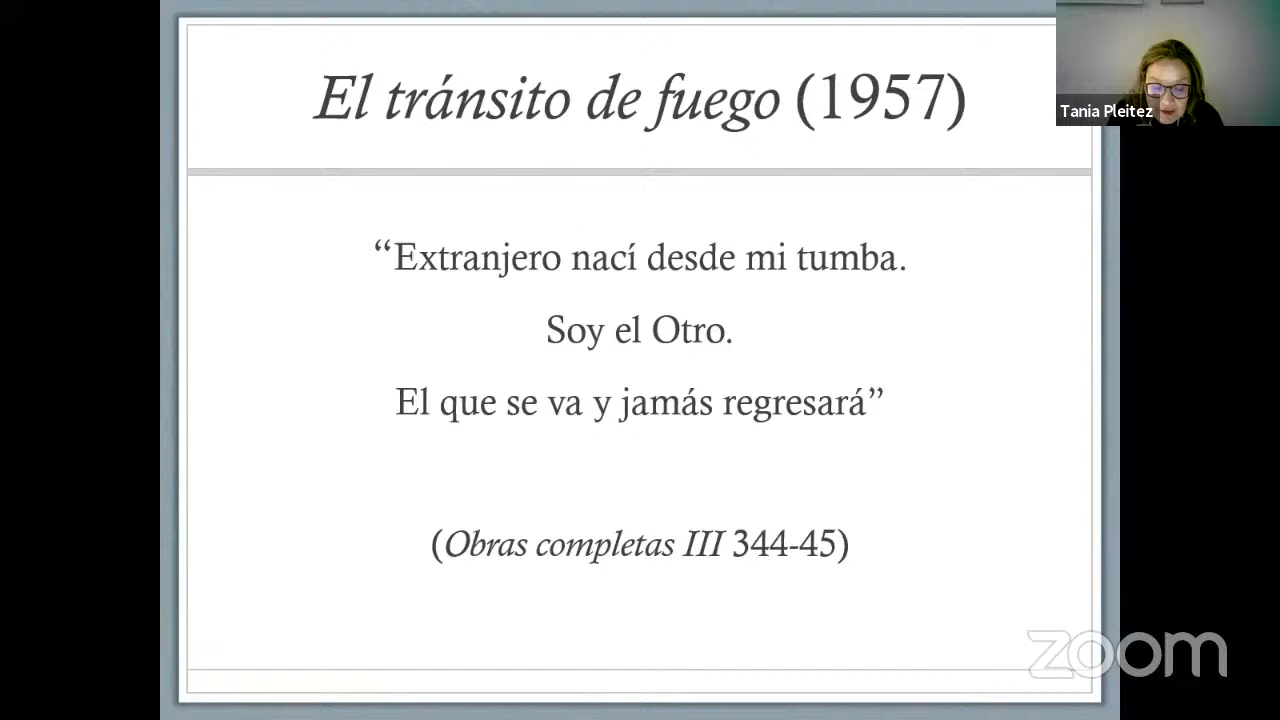 El tránsito de fuego (1957)
Tania Pleitez
“Extranjero nací desde mi tumba.
Soy el Otro.
El que se va y jamás regresará”
(Obras completas III 344-45)
zoom